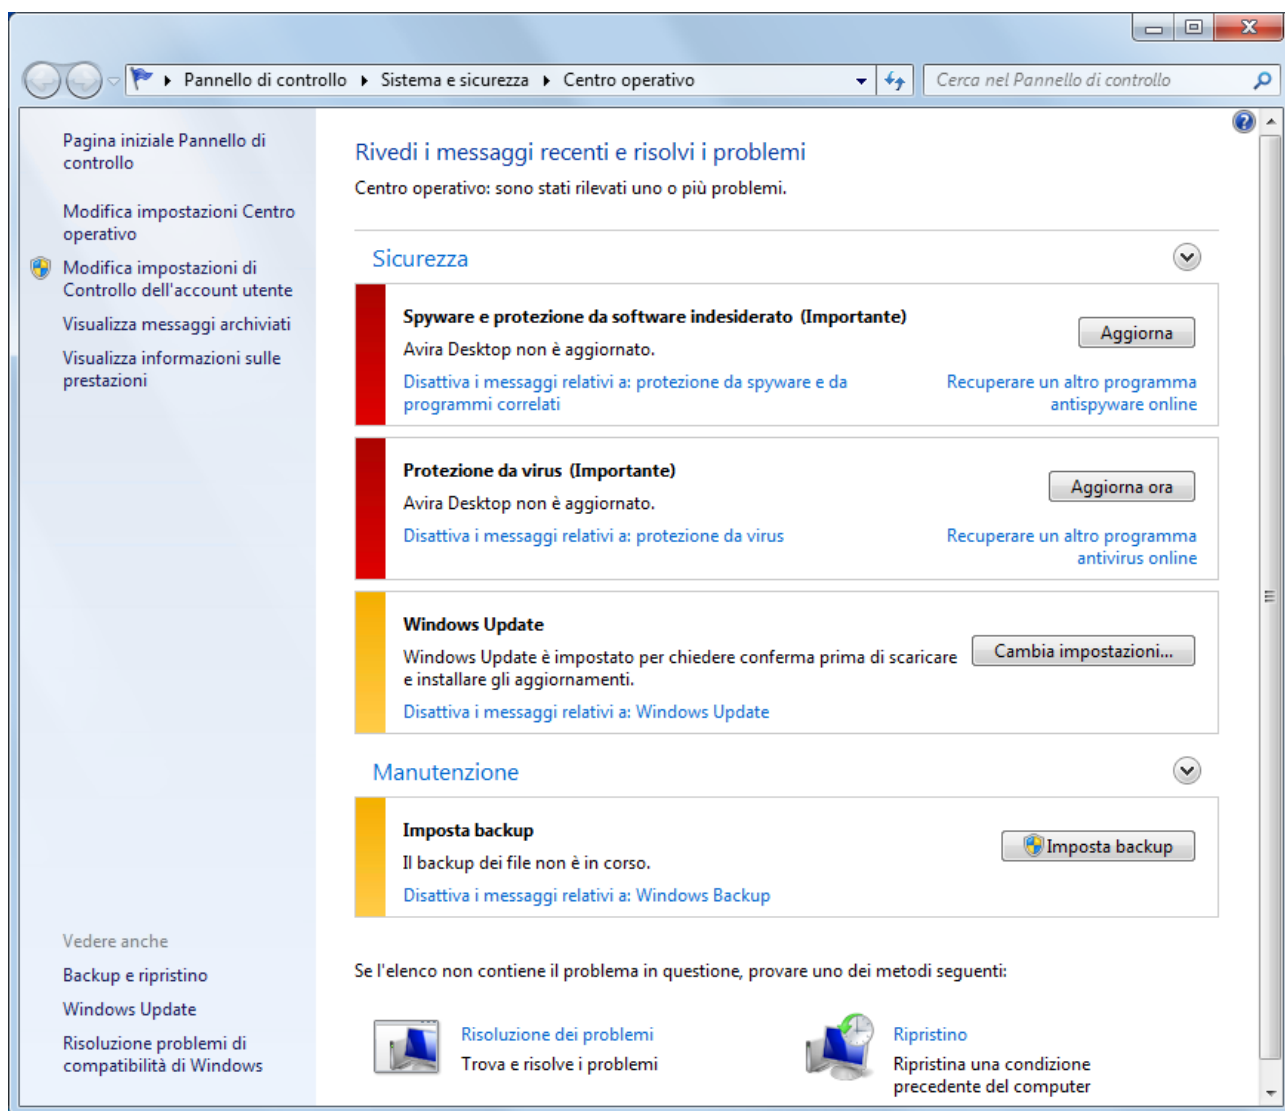 Pannello di controllo Sistema e sicurezza Centro operativo
Cerca nel Pannello di controllo
Pagina iniziale Pannello di
controllo
Modifica impostazioni Centro
operativo
Modifica impostazioni di
Controllo dell'account utente
Visualizza messaggi archiviati
Visualizza informazioni sulle
prestazioni
Vedere anche
Backup e ripristino
Windows Update
Risoluzione problemi di
compatibilità di Windows
Rivedi i messaggi recenti e risolvi i problemi
Centro operativo: sono stati rilevati uno o più problemi.
Sicurezza
Spyware e protezione da software indesiderato (Importante)
Avira Desktop non è aggiornato.
Aggiorna
Disattiva i messaggi relativi a: protezione da spyware e da
programmi correlati
Recuperare un altro programma
antispyware online
Protezione da virus (Importante)
Avira Desktop non è aggiornato.
Aggiorna ora
Disattiva i messaggi relativi a: protezione da virus
Recuperare un altro programma
antivirus online
Windows Update
Windows Update è impostato per chiedere conferma prima di scaricare
e installare gli aggiornamenti.
Cambia impostazioni...
Disattiva i messaggi relativi a: Windows Update
Manutenzione
Imposta backup
Il backup dei file non è in corso.
Imposta backup
Disattiva i messaggi relativi a: Windows Backup
Se l'elenco non contiene il problema in questione, provare uno dei metodi seguenti:
Risoluzione dei problemi
Trova e risolve i problemi
Ripristino
Ripristina una condizione
precedente del computer